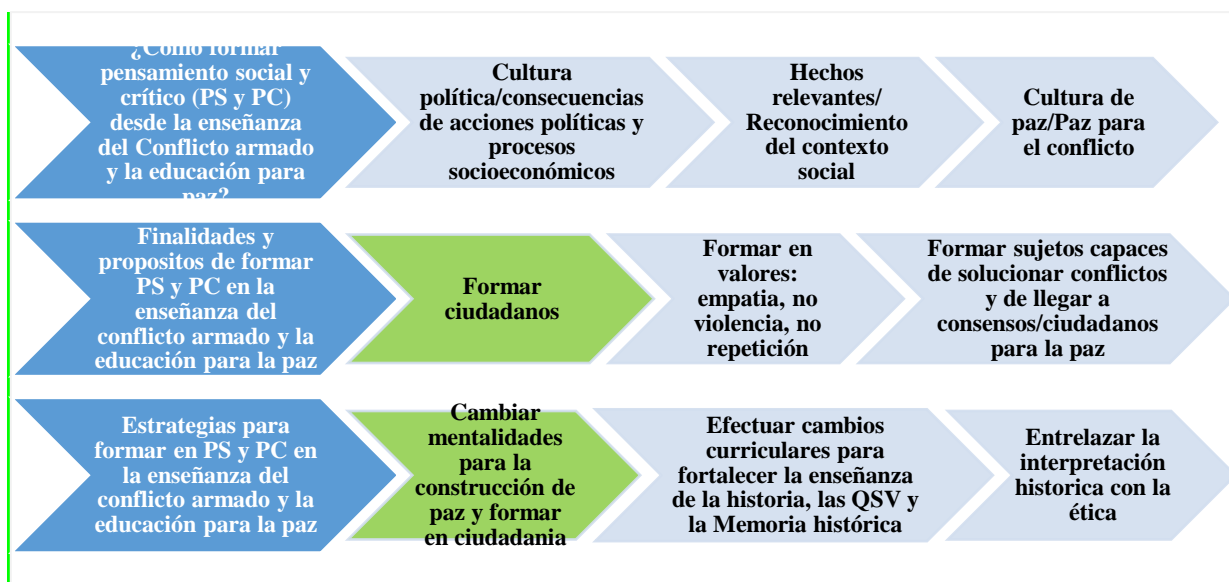 ¿Cómo formar
pensamiento social y
crítico (PS y PC)
desde la enseñanza
del Conflicto armado
y la educación para
paz?
Cultura
política/consecuencias
de acciones políticas y
procesos
socioeconómicos
Hechos
relevantes/
Reconocimiento
del contexto
social
Cultura de
paz/Paz para
el conflicto
Finalidades y
propositos de formar
PS y PC en la
enseñanza del
conflicto armado y la
educación para la paz
Formar
ciudadanos
Formar en
valores:
empatia, no
violencia, no
repetición
Formar sujetos capaces
de solucionar conflictos
y de llegar a
consensos/ciudadanos
para la paz
Estrategias para
formar en PS y PC en
la enseñanza del
conflicto armado y la
educación para la paz
Cambiar
mentalidades
para la
construcción de
paz y formar
en ciudadania
Efectuar cambios
curriculares para
fortalecer la enseñanza
de la historia, las QSV y
la Memoria histórica
Entrelazar la
interpretación
historica con la
ética